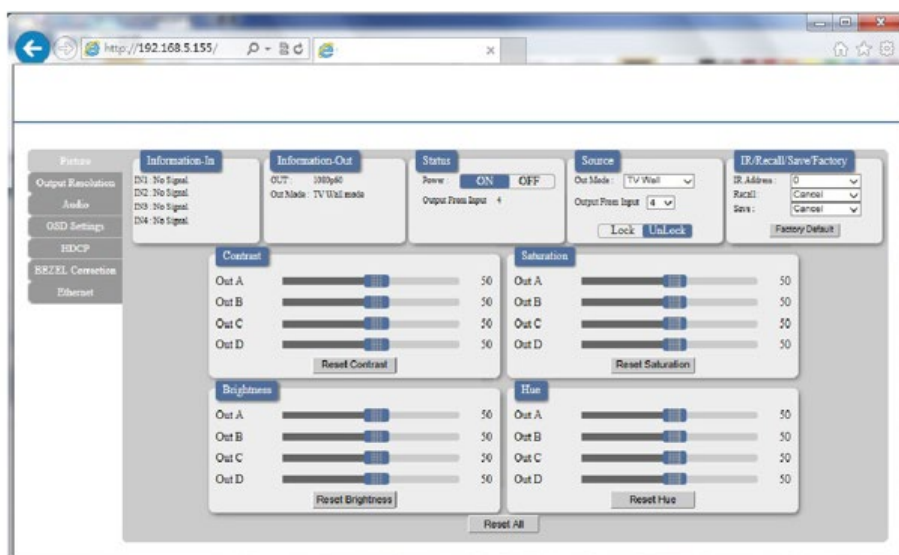 http://192.168.5.155/
Picture
Output Resolution
Audio
OSD Settings
HDCP
BEZEL Correction
Ethernet
Information-In
IN1 : No Signal.
IN2 : No Signal.
IN3 : No Signal.
IN4 : No Signal.
Information-Out
OUT : 1080p60
Out Mode : TV Wall mode
Status
Power : ON OFF
Output From Input 4
Source
Out Mode : TV Wall
Output From Input 4
Lock UnLock
IR/Recall/Save/Factory
IR Address : 0
Recall : Cancel
Save : Cancel
Factory Default
Contrast
Out A 50
Out B 50
Out C 50
Out D 50
Reset Contrast
Saturation
Out A 50
Out B 50
Out C 50
Out D 50
Reset Saturation
Brightness
Out A 50
Out B 50
Out C 50
Out D 50
Reset Brightness
Hue
Out A 50
Out B 50
Out C 50
Out D 50
Reset Hue
Reset All